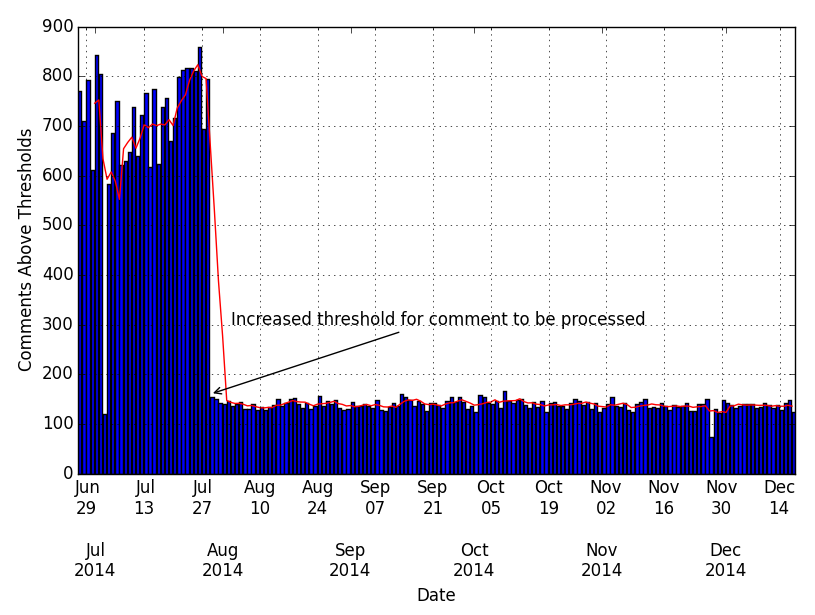 900
800
700
600
500
400
300
200
100
0
Comments Above Thresholds
Increased threshold for comment to be processed
Jun Jul Jul Aug Aug Sep Sep Oct Oct Nov Nov Nov Dec
29 13 27 10 24 07 21 05 19 02 16 30 14
Jul Aug Sep Oct Nov Dec
2014 2014 2014 2014 2014 2014
Date